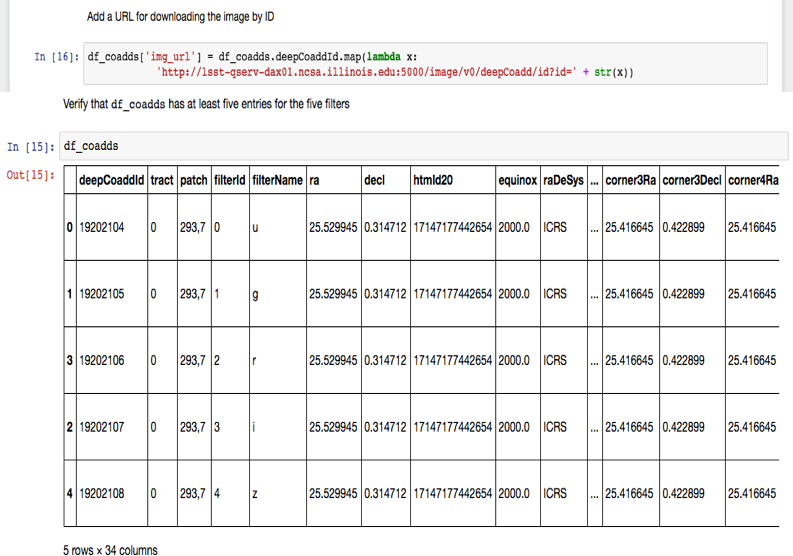 Add a URL for downloading the image by ID
In [16]: df_coadds['img_url'] = df_coadds.deepCoaddId.map(lambda x:
'http://lsst-qserv-dax01.ncsa.illinois.edu:5000/image/v0/deepCoadd/id?id=' + str(x))
Verify that df_coadds has at least five entries for the five filters
In [15]: df_coadds
Out[15]:
deepCoaddId tract patch filterId filterName ra decl htmId20 equinox raDeSys ... corner3Ra corner3Decl corner4Ra
0 19202104 0 293,7 0 u 25.529945 0.314712 17147177442654 2000.0 ICRS ... 25.416645 0.422899 25.416645
1 19202105 0 293,7 1 g 25.529945 0.314712 17147177442654 2000.0 ICRS ... 25.416645 0.422899 25.416645
3 19202106 0 293,7 2 r 25.529945 0.314712 17147177442654 2000.0 ICRS ... 25.416645 0.422899 25.416645
2 19202107 0 293,7 3 i 25.529945 0.314712 17147177442654 2000.0 ICRS ... 25.416645 0.422899 25.416645
4 19202108 0 293,7 4 z 25.529945 0.314712 17147177442654 2000.0 ICRS ... 25.416645 0.422899 25.416645
5 rows × 34 columns